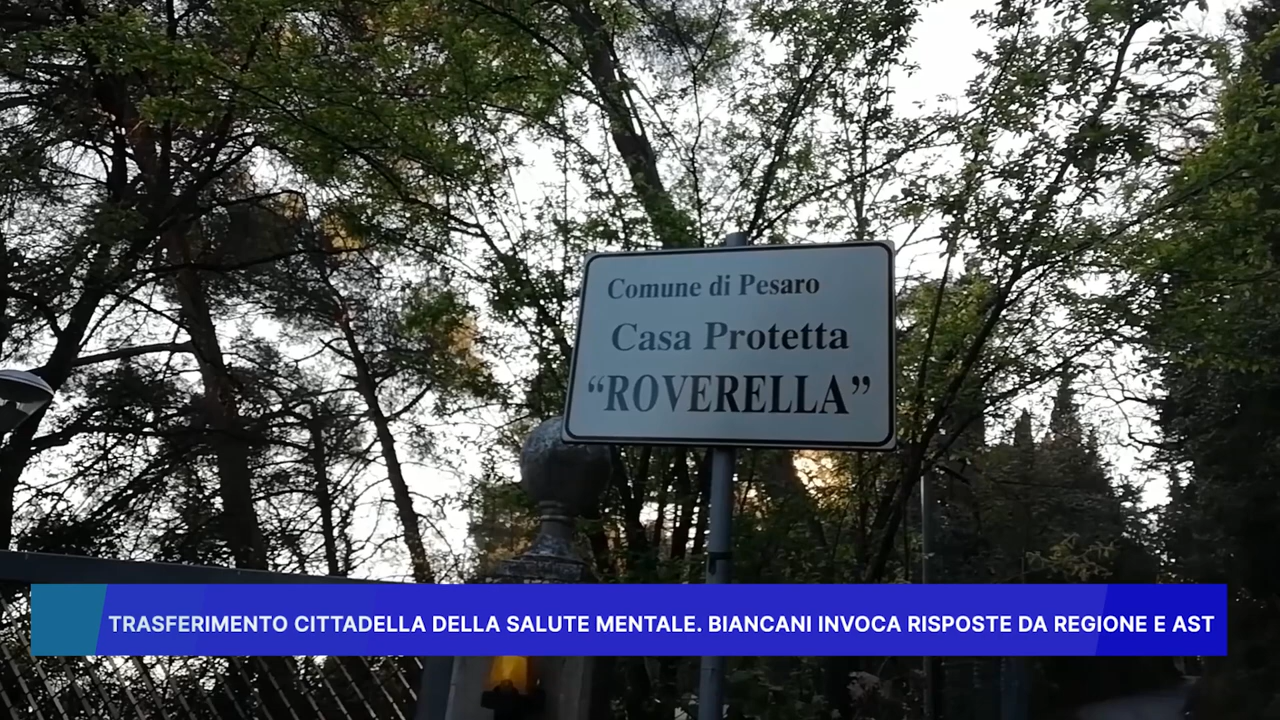 Comune di Pesaro
Casa Protetta
“ROVERELLA”
TRASFERIMENTO CITTADELLA DELLA SALUTE MENTALE. BIANCANI INVOCA RISPOSTE DA REGIONE E AST